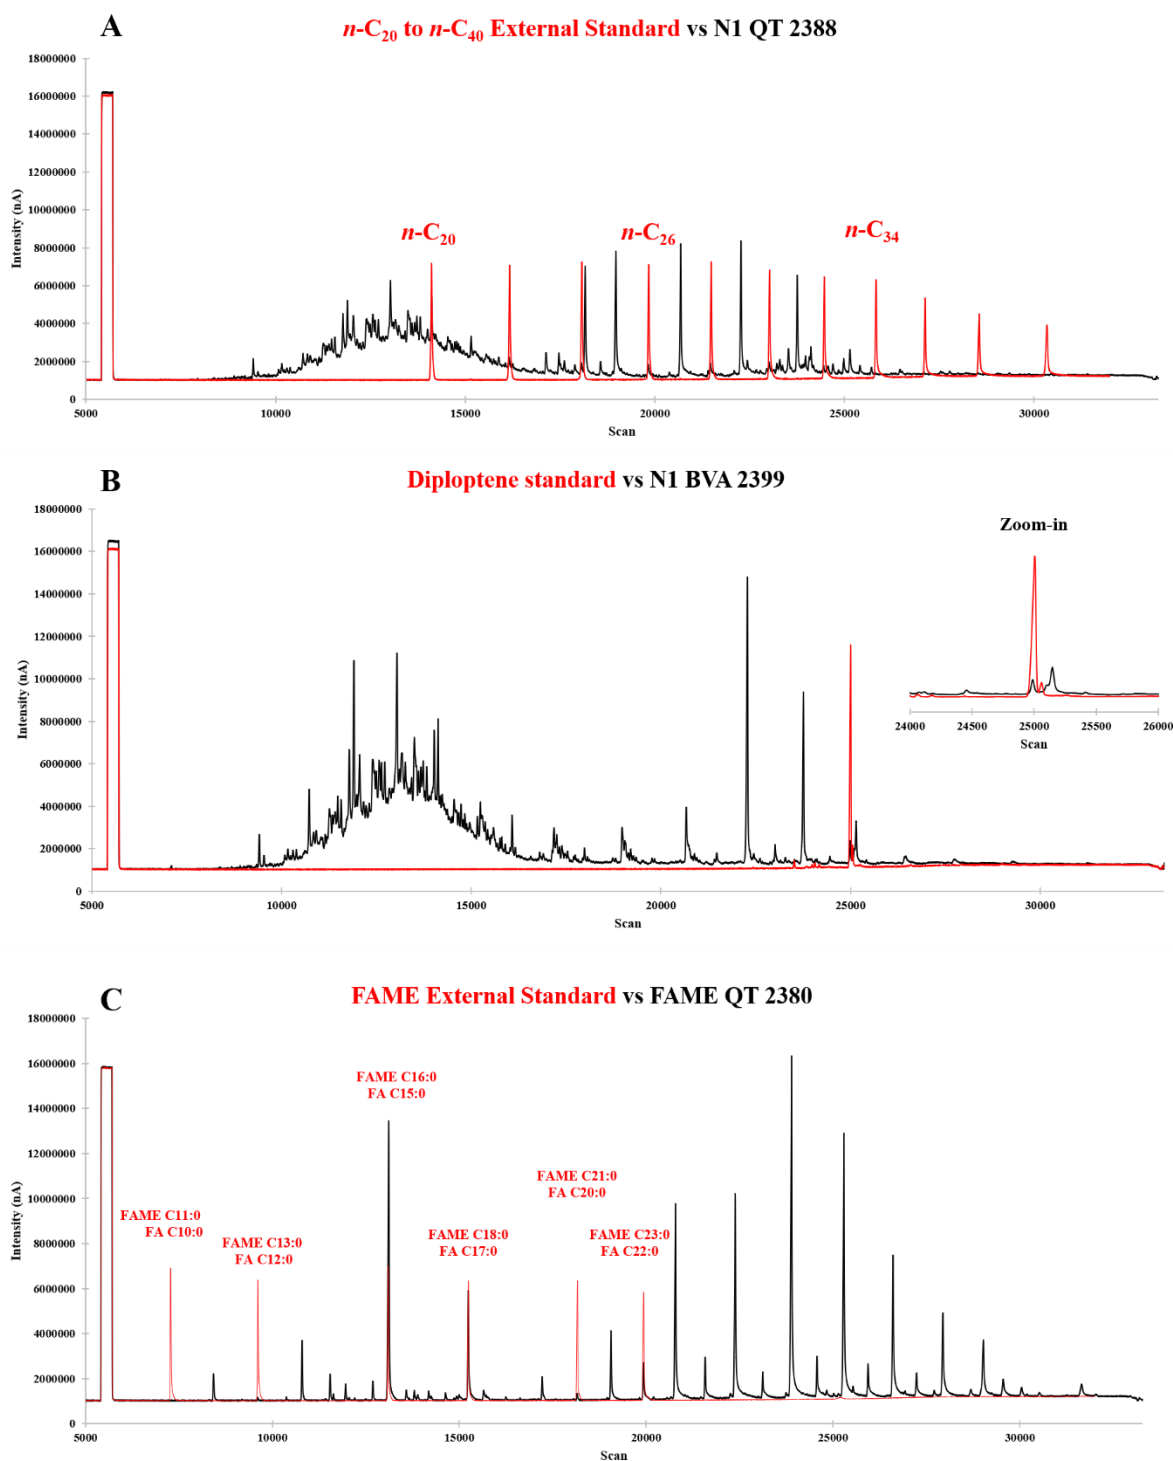 A
n-C20 to n-C40 External Standard vs N1 QT 2388
18000000
16000000
14000000
12000000
10000000
8000000
6000000
4000000
2000000
0
Intensity (nA)
n-C20
n-C26
n-C34
5000 10000 15000 20000 25000 30000
Scan
B
Diploptene standard vs N1 BVA 2399
18000000
16000000
14000000
12000000
10000000
8000000
6000000
4000000
2000000
0
Intensity (nA)
Zoom-in
24000 24500 25000 25500 26000
Scan
5000 10000 15000 20000 25000 30000
Scan
C
FAME External Standard vs FAME QT 2380
18000000
16000000
14000000
12000000
10000000
8000000
6000000
4000000
2000000
0
Intensity (nA)
FAME C11:0
FA C10:0
FAME C13:0
FA C12:0
FAME C16:0
FA C15:0
FAME C18:0
FA C17:0
FAME C21:0
FA C20:0
FAME C23:0
FA C22:0
5000 10000 15000 20000 25000 30000
Scan